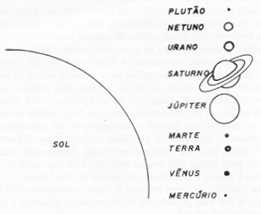 PLUTÃO
NETUNO
URANO
SATURNO
JÚPITER
MARTE
TERRA
SOL
VÊNUS
MERCÚRIO